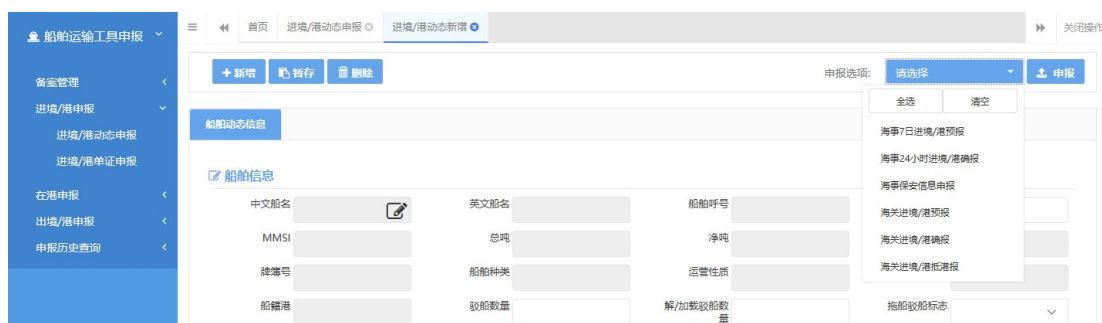 船舶运输工具申报
首页 进境/港动态申报 进境/港动态新增 关闭操作
备案管理
进境/港申报
进境/港动态申报
进境/港单证申报
在港申报
出境/港申报
申报历史查询
新增 暂存 删除 申报选项: 请选择 申报
全选 清空
海事7日进境/港预报
海事24小时进境/港确报
海事保安信息申报
海关进境/港预报
海关进境/港确报
海关进境/港抵港报
船舶动态信息
船舶信息
中文船名 英文船名 船舶呼号
MMSI 总吨 净吨
牌簿号 船舶种类 运营性质
船籍港 驳船数量 解/加载驳船数量 拖船驳船标志